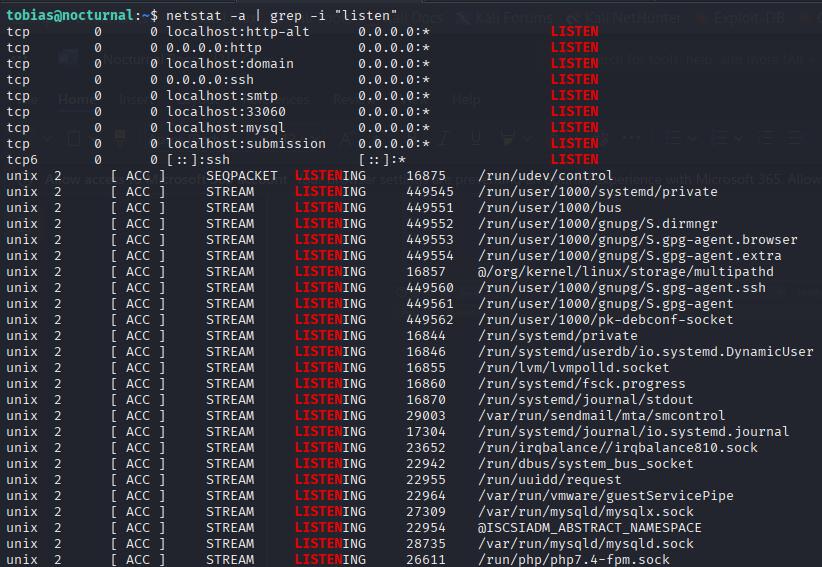 tobias@nocturnal:~$ netstat -a | grep -i "listen"
tcp 0 0 localhost:http-alt 0.0.0.0:* LISTEN
tcp 0 0 0.0.0.0:http 0.0.0.0:* LISTEN
tcp 0 0 localhost:domain 0.0.0.0:* LISTEN
tcp 0 0 0.0.0.0:ssh 0.0.0.0:* LISTEN
tcp 0 0 localhost:smtp 0.0.0.0:* LISTEN
tcp 0 0 localhost:33060 0.0.0.0:* LISTEN
tcp 0 0 localhost:mysql 0.0.0.0:* LISTEN
tcp 0 0 localhost:submission 0.0.0.0:* LISTEN
tcp6 0 0 [::]:ssh [::]:* LISTEN
unix 2 [ ACC ] SEQPACKET LISTENING 16875 /run/udev/control
unix 2 [ ACC ] STREAM LISTENING 449545 /run/user/1000/systemd/private
unix 2 [ ACC ] STREAM LISTENING 449551 /run/user/1000/bus
unix 2 [ ACC ] STREAM LISTENING 449552 /run/user/1000/gnupg/S.dirmngr
unix 2 [ ACC ] STREAM LISTENING 449553 /run/user/1000/gnupg/S.gpg-agent.browser
unix 2 [ ACC ] STREAM LISTENING 449554 /run/user/1000/gnupg/S.gpg-agent.extra
unix 2 [ ACC ] STREAM LISTENING 16857 @/org/kernel/linux/storage/multipathd
unix 2 [ ACC ] STREAM LISTENING 449560 /run/user/1000/gnupg/S.gpg-agent.ssh
unix 2 [ ACC ] STREAM LISTENING 449561 /run/user/1000/gnupg/S.gpg-agent
unix 2 [ ACC ] STREAM LISTENING 449562 /run/user/1000/pk-debconf-socket
unix 2 [ ACC ] STREAM LISTENING 16844 /run/systemd/private
unix 2 [ ACC ] STREAM LISTENING 16846 /run/systemd/userdb/io.systemd.DynamicUser
unix 2 [ ACC ] STREAM LISTENING 16855 /run/lvm/lvmpolld.socket
unix 2 [ ACC ] STREAM LISTENING 16860 /run/systemd/fsck.progress
unix 2 [ ACC ] STREAM LISTENING 16870 /run/systemd/journal/stdout
unix 2 [ ACC ] STREAM LISTENING 29003 /var/run/sendmail/mta/smcontrol
unix 2 [ ACC ] STREAM LISTENING 17304 /run/systemd/journal/io.systemd.journal
unix 2 [ ACC ] STREAM LISTENING 23652 /run/irqbalance//irqbalance810.sock
unix 2 [ ACC ] STREAM LISTENING 22942 /run/dbus/system_bus_socket
unix 2 [ ACC ] STREAM LISTENING 22955 /run/uuidd/request
unix 2 [ ACC ] STREAM LISTENING 22964 /var/run/vmware/guestServicePipe
unix 2 [ ACC ] STREAM LISTENING 27309 /var/run/mysqld/mysqlx.sock
unix 2 [ ACC ] STREAM LISTENING 22954 @ISCSIADM_ABSTRACT_NAMESPACE
unix 2 [ ACC ] STREAM LISTENING 28735 /var/run/mysqld/mysqld.sock
unix 2 [ ACC ] STREAM LISTENING 26611 /run/php/php7.4-fpm.sock